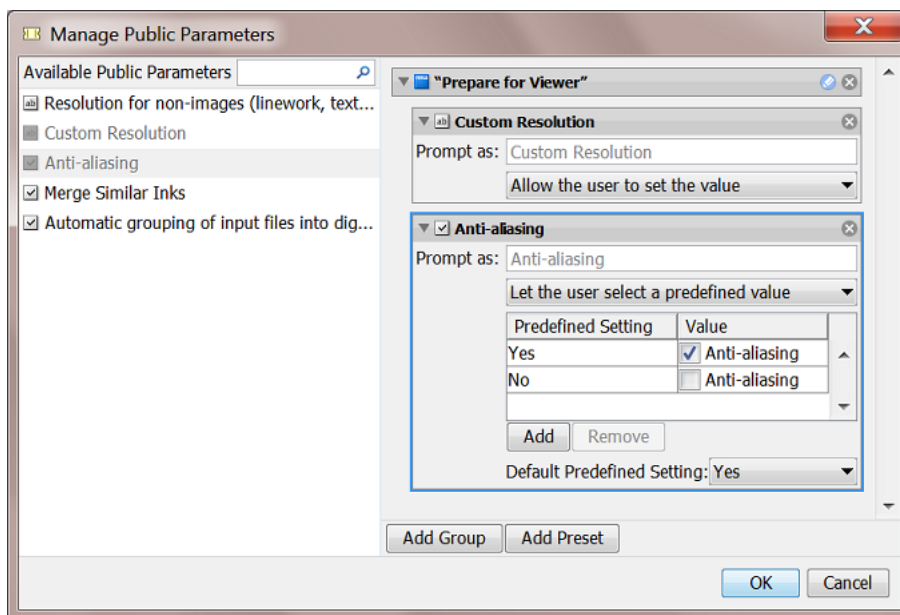 Manage Public Parameters
Available Public Parameters
Resolution for non-images (linework, text...
Custom Resolution
Anti-aliasing
Merge Similar Inks
Automatic grouping of input files into dig...
"Prepare for Viewer"
Custom Resolution
Prompt as: Custom Resolution
Allow the user to set the value
Anti-aliasing
Prompt as: Anti-aliasing
Let the user select a predefined value
Predefined Setting Value
Yes Anti-aliasing
No Anti-aliasing
Add Remove
Default Predefined Setting: Yes
Add Group Add Preset
OK Cancel